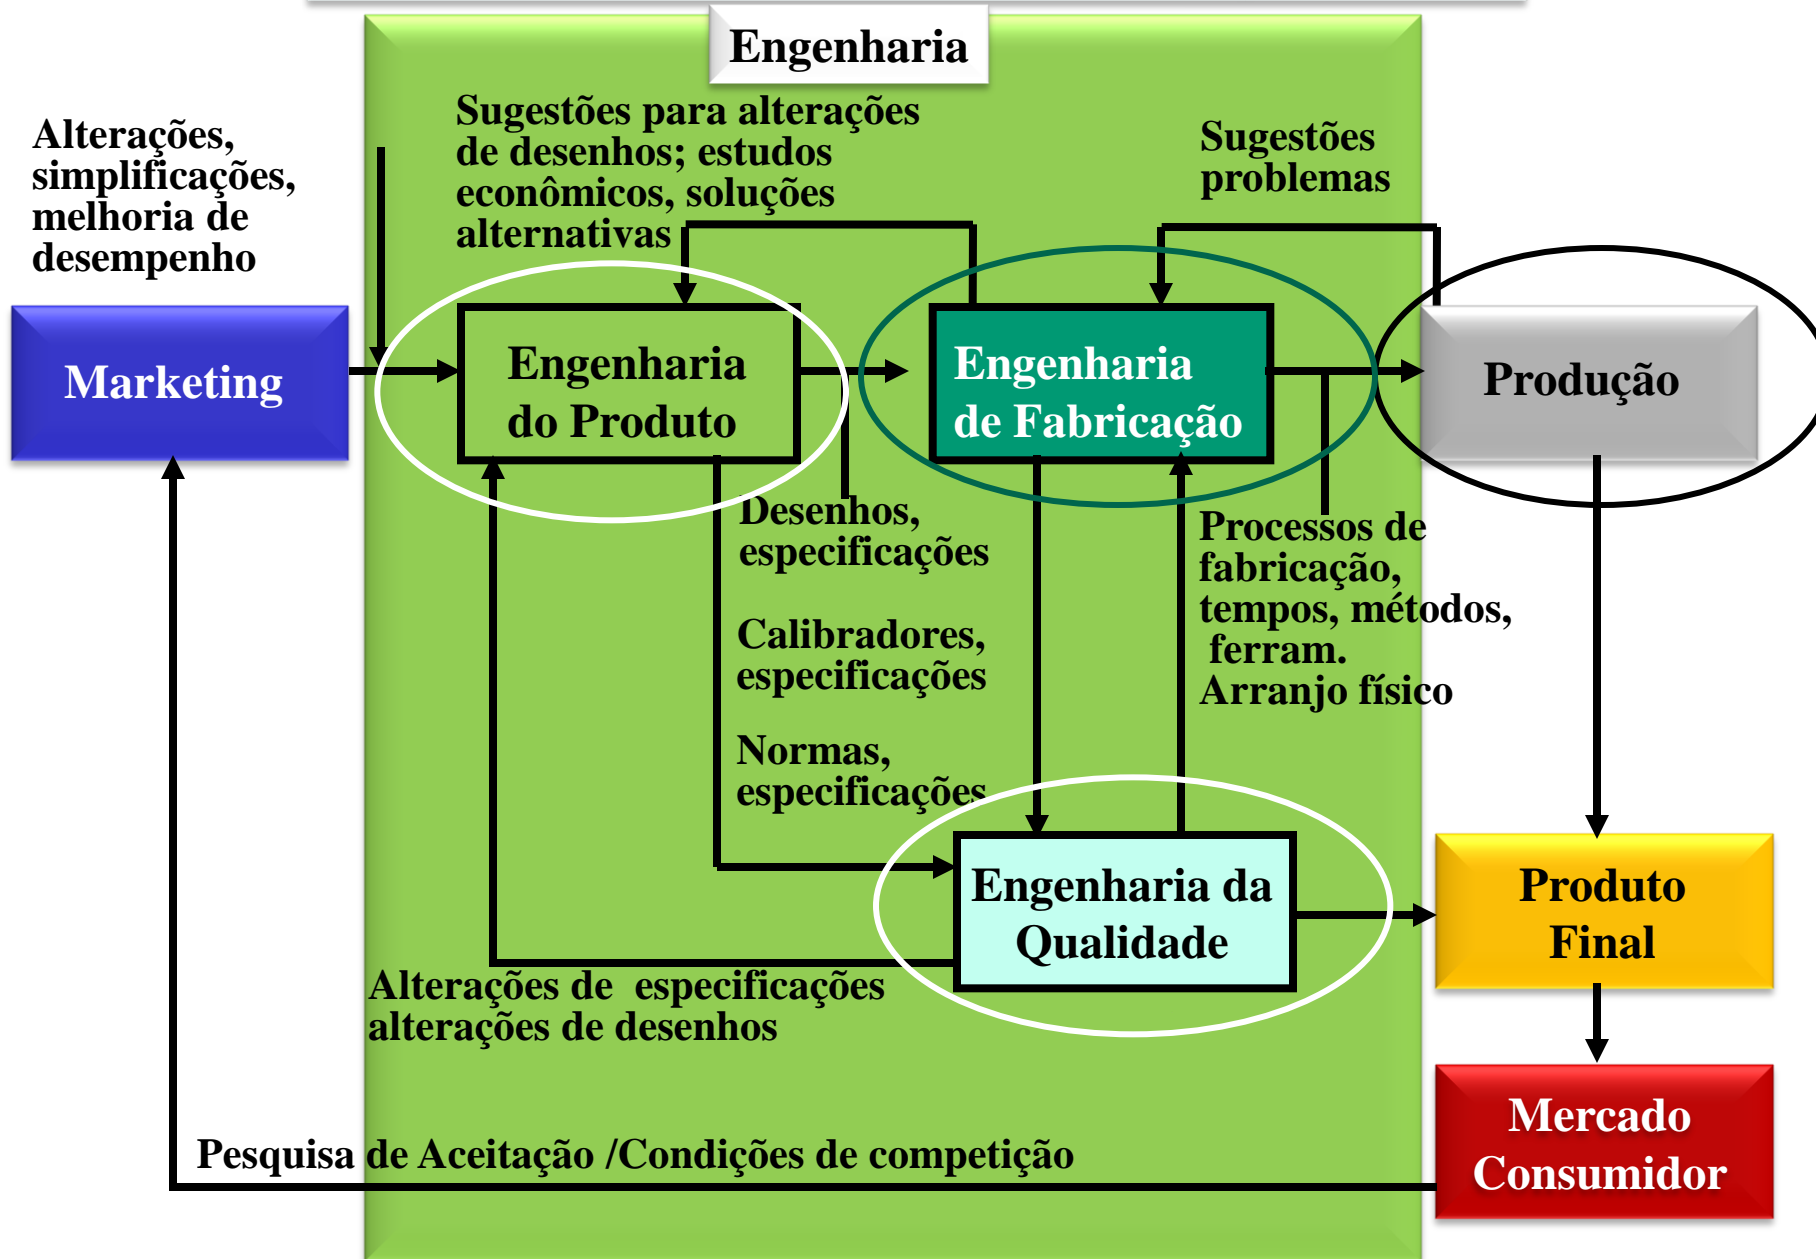 Engenharia
Alterações,
simplificações,
melhoria de
desempenho
Sugestões para alterações
de desenhos; estudos
econômicos, soluções
alternativas
Sugestões
problemas
Marketing
Engenharia
do Produto
Engenharia
de Fabricação
Produção
Desenhos,
especificações
Calibradores,
especificações
Normas,
especificações
Processos de
fabricação,
tempos, métodos,
ferram.
Arranjo físico
Engenharia da
Qualidade
Produto
Final
Alterações de especificações
alterações de desenhos
Mercado
Consumidor
Pesquisa de Aceitação /Condições de competição